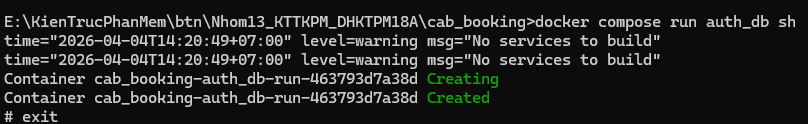 E:\KienTrucPhanMem\btn\Nhom13_KTTKPM_DHKTPM18A\cab_booking>docker compose run auth_db sh
time="2026-04-04T14:20:49+07:00" level=warning msg="No services to build"
time="2026-04-04T14:20:49+07:00" level=warning msg="No services to build"
Container cab_booking-auth_db-run-463793d7a38d Creating
Container cab_booking-auth_db-run-463793d7a38d Created
# exit